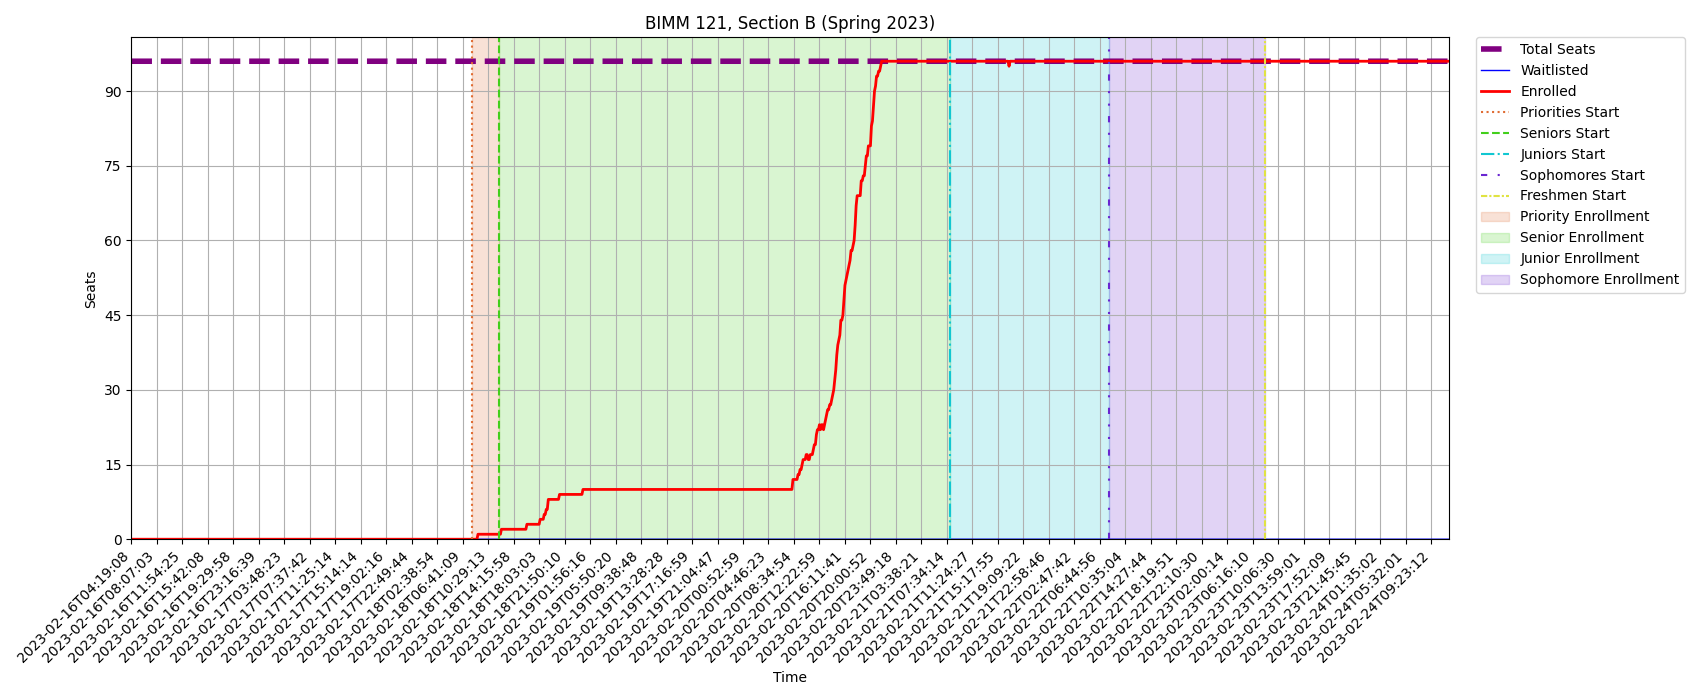 BIMM 121, Section B (Spring 2023)
Total Seats
Waitlisted
Enrolled
Priorities Start
Seniors Start
Juniors Start
Sophomores Start
Freshmen Start
Priority Enrollment
Senior Enrollment
Junior Enrollment
Sophomore Enrollment
Seats
90
75
60
45
30
15
0
2023-02-16T04:19:08
2023-02-16T08:07:03
2023-02-16T11:54:25
2023-02-16T15:42:08
2023-02-16T19:29:58
2023-02-16T23:16:39
2023-02-17T03:48:23
2023-02-17T07:37:42
2023-02-17T11:25:14
2023-02-17T15:14:14
2023-02-17T19:02:16
2023-02-17T22:49:44
2023-02-18T02:38:54
2023-02-18T06:41:09
2023-02-18T10:29:13
2023-02-18T14:15:58
2023-02-18T18:03:03
2023-02-18T21:50:10
2023-02-19T01:56:16
2023-02-19T05:50:20
2023-02-19T09:38:48
2023-02-19T13:28:28
2023-02-19T17:16:59
2023-02-19T21:04:47
2023-02-20T00:52:59
2023-02-20T04:46:23
2023-02-20T08:34:54
2023-02-20T12:22:59
2023-02-20T16:11:41
2023-02-20T20:00:52
2023-02-20T23:49:18
2023-02-21T03:38:21
2023-02-21T07:34:14
2023-02-21T11:24:27
2023-02-21T15:17:55
2023-02-21T19:09:22
2023-02-21T22:58:46
2023-02-22T02:47:42
2023-02-22T06:44:56
2023-02-22T10:35:04
2023-02-22T14:27:44
2023-02-22T18:19:51
2023-02-22T22:10:30
2023-02-23T02:00:14
2023-02-23T06:16:10
2023-02-23T10:06:30
2023-02-23T13:59:01
2023-02-23T17:52:09
2023-02-23T21:45:45
2023-02-24T01:35:02
2023-02-24T05:32:01
2023-02-24T09:23:12
Time